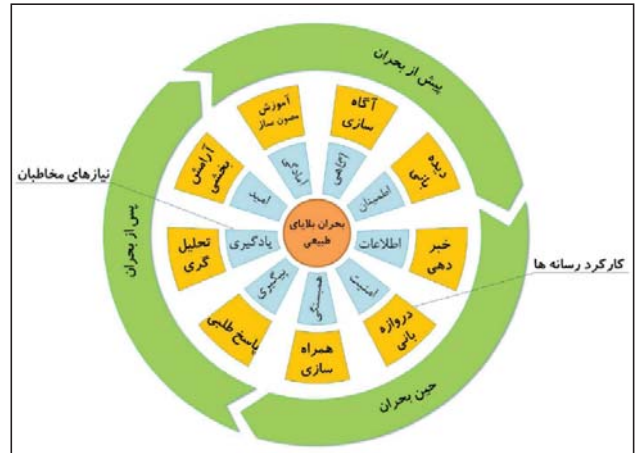 پیش از بحران
حین بحران
پس از بحران
نیازهای مخاطبان
کارکرد رسانه ها
آموزش
مصون ساز
آگاه
سازی
دیده
بانی
خبر
دهی
دروازه
بانی
همراه
سازی
پاسخ طلبی
تحلیل
گری
آرامش
بخشی
آمادگی
آگاهی
اطمینان
اطلاعات
امنیت
همبستگی
پیگیری
یادگیری
امید
بحران بلایای
طبیعی